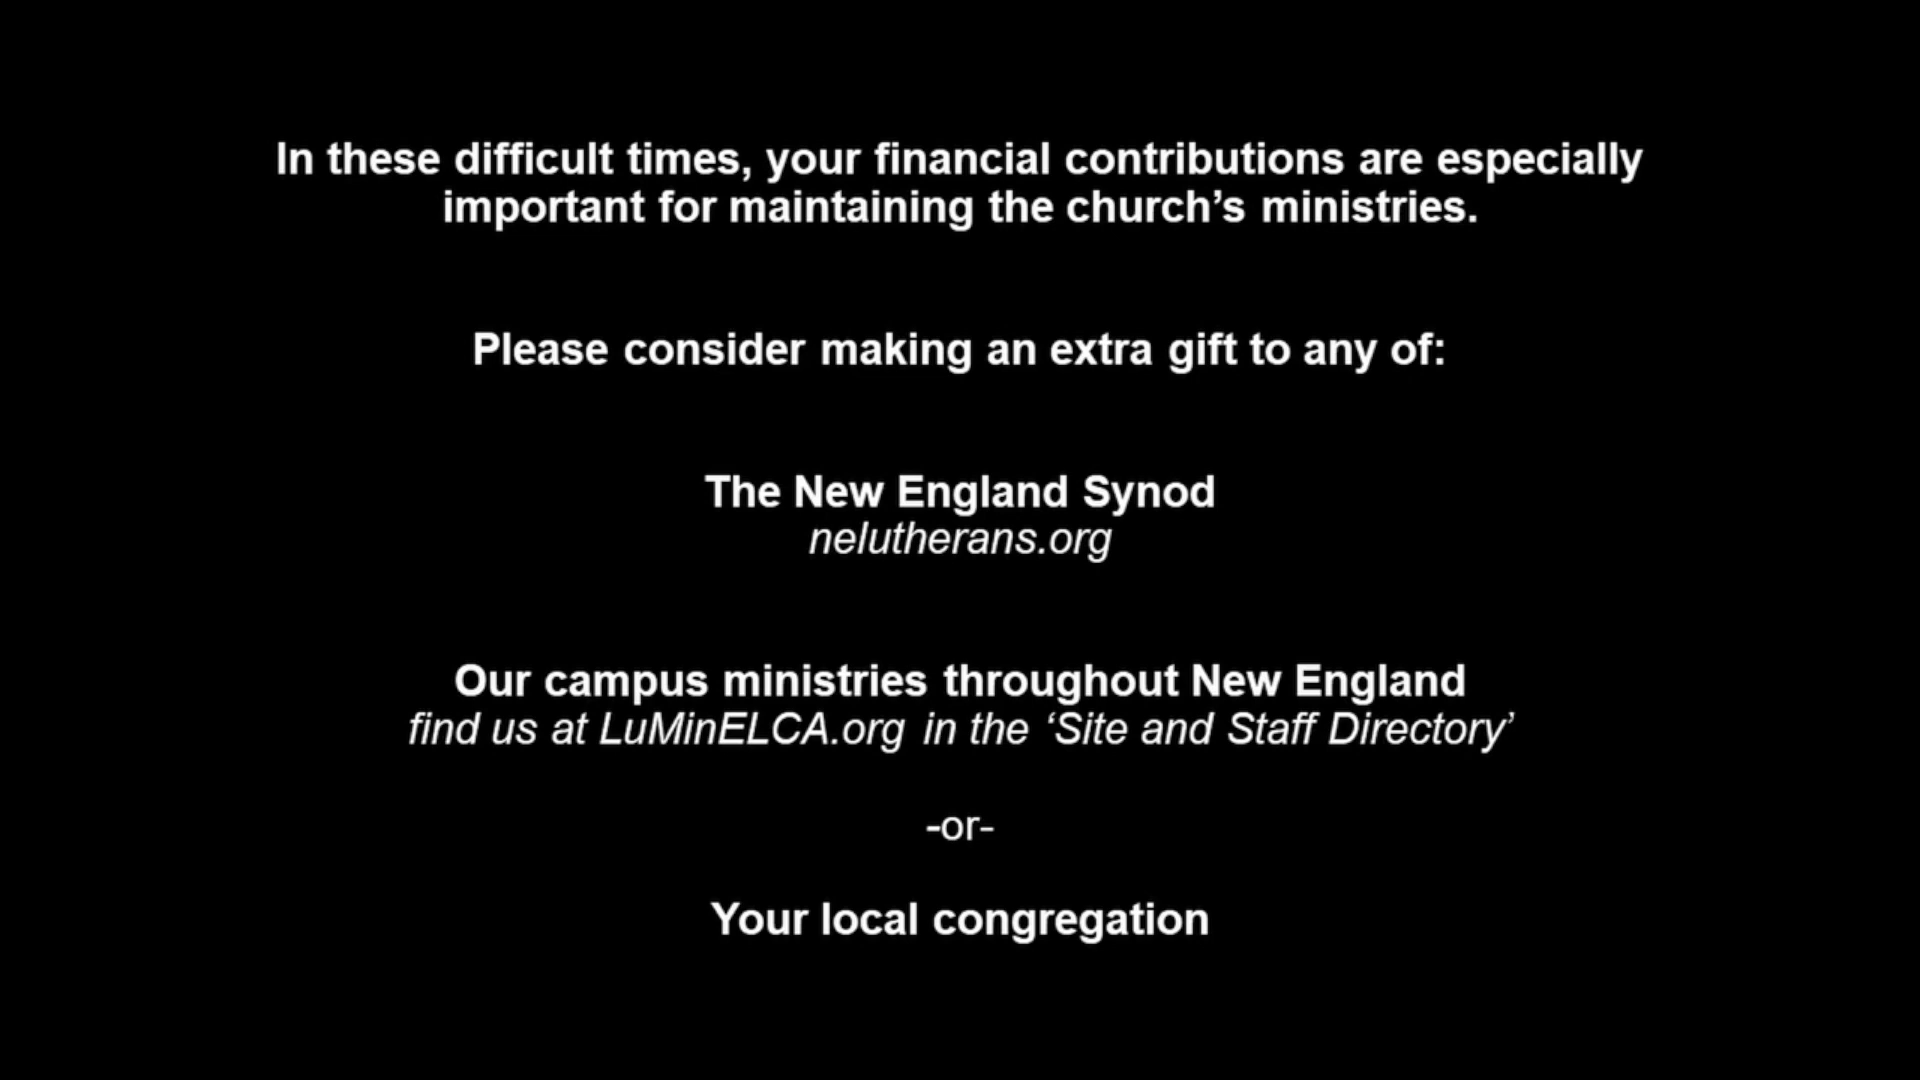 In these difficult times, your financial contributions are especially
important for maintaining the church’s ministries.
Please consider making an extra gift to any of:
The New England Synod
nelutherans.org
Our campus ministries throughout New England
find us at LuMinELCA.org in the ‘Site and Staff Directory’
-or-
Your local congregation